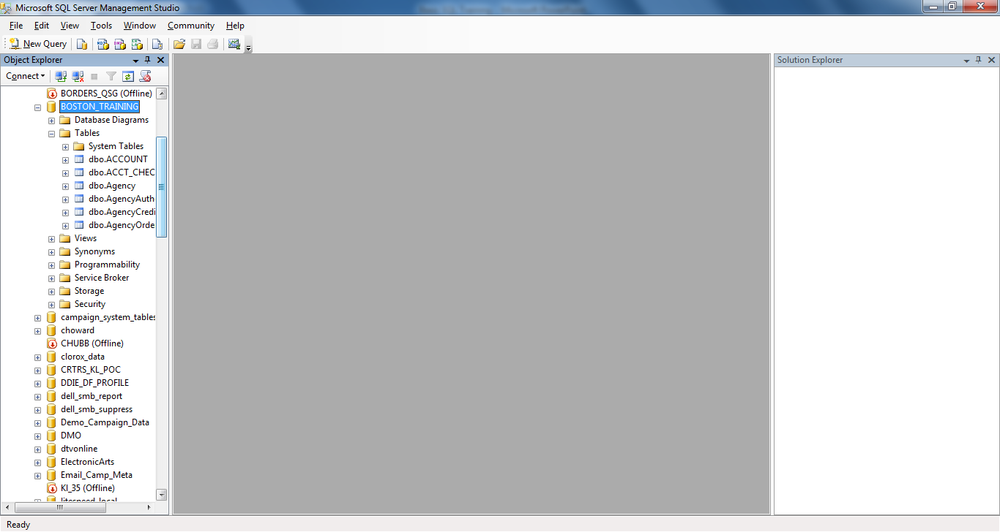 Microsoft SQL Server Management Studio
File Edit View Tools Window Community Help
New Query
Object Explorer
Connect
BORDERS_QSG (Offline)
BOSTON_TRAINING
Database Diagrams
Tables
System Tables
dbo.ACCOUNT
dbo.ACCT_CHEC
dbo.Agency
dbo.AgencyAuth
dbo.AgencyCredi
dbo.AgencyOrde
Views
Synonyms
Programmability
Service Broker
Storage
Security
campaign_system_tables
choward
CHUBB (Offline)
clorox_data
CRTRS_KL_POC
DDIE_DF_PROFILE
dell_smb_report
dell_smb_suppress
Demo_Campaign_Data
DMO
dtvonline
ElectronicArts
Email_Camp_Meta
KI_35 (Offline)
Solution Explorer
Ready